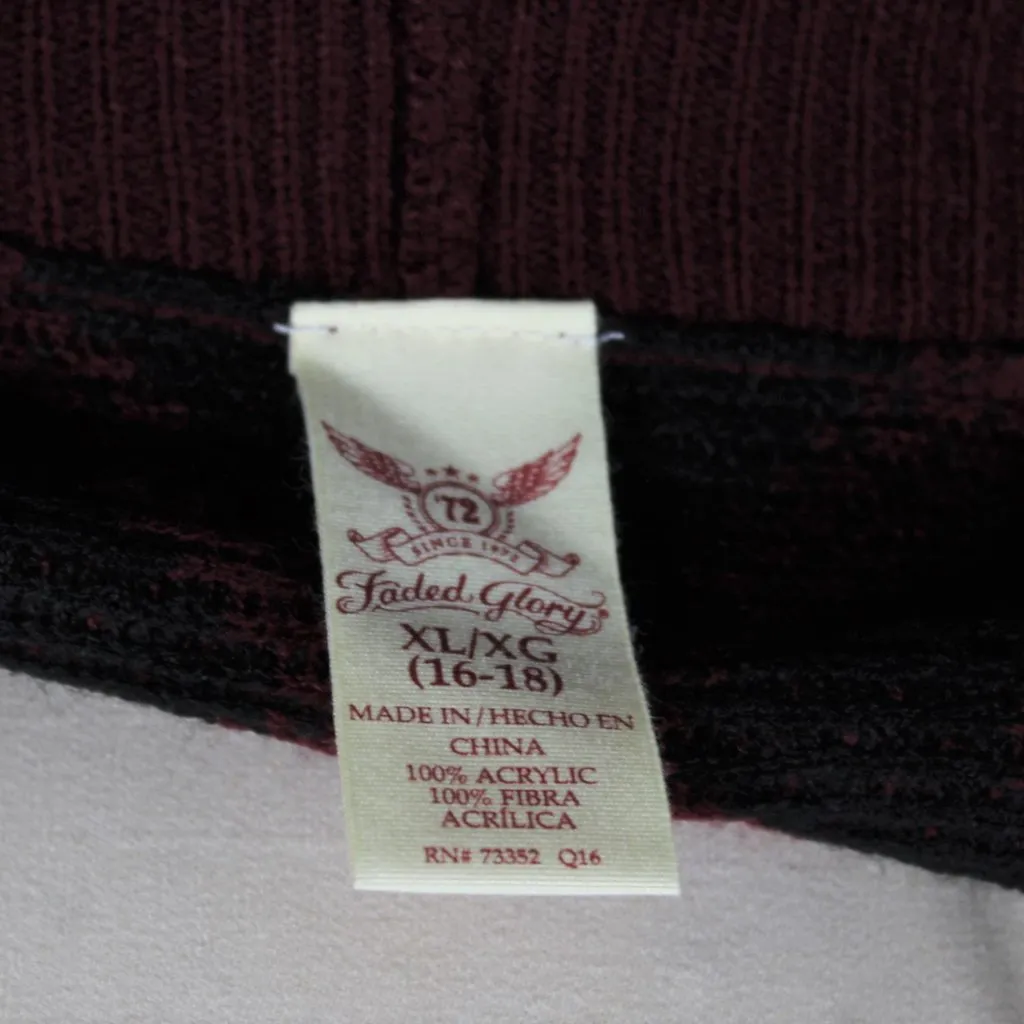 '72
SINCE 1972
Faded Glory
XL/XG
(16-18)
MADE IN/HECHO EN
CHINA
100% ACRYLIC
100% FIBRA
ACRÍLICA
RN# 73352 Q16